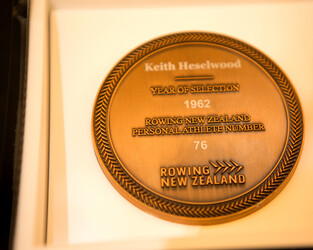 Keith Heselwood
YEAR OF SELECTION
1962
ROWING NEW ZEALAND
PERSONAL ATHLETE NUMBER
76
ROWING
NEW ZEALAND